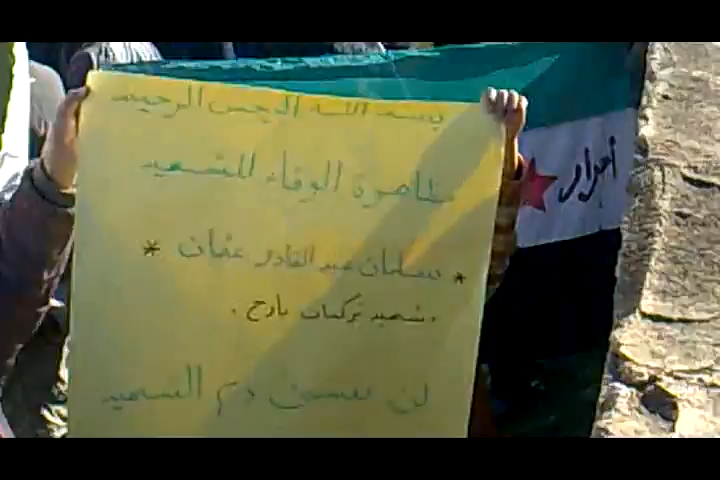 بسم الله الرحمن الرحيم
مظاهرة الوفاء للشهيد
* سلمان عبد القادر عثمان *
. شهيد تركمان بارح .
لن ننسى دم الشهيد
أحرار